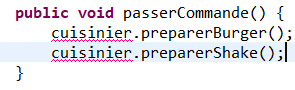 public void passerCommande() {
cuisinier.preparerBurger();
cuisinier.preparerShake();
}